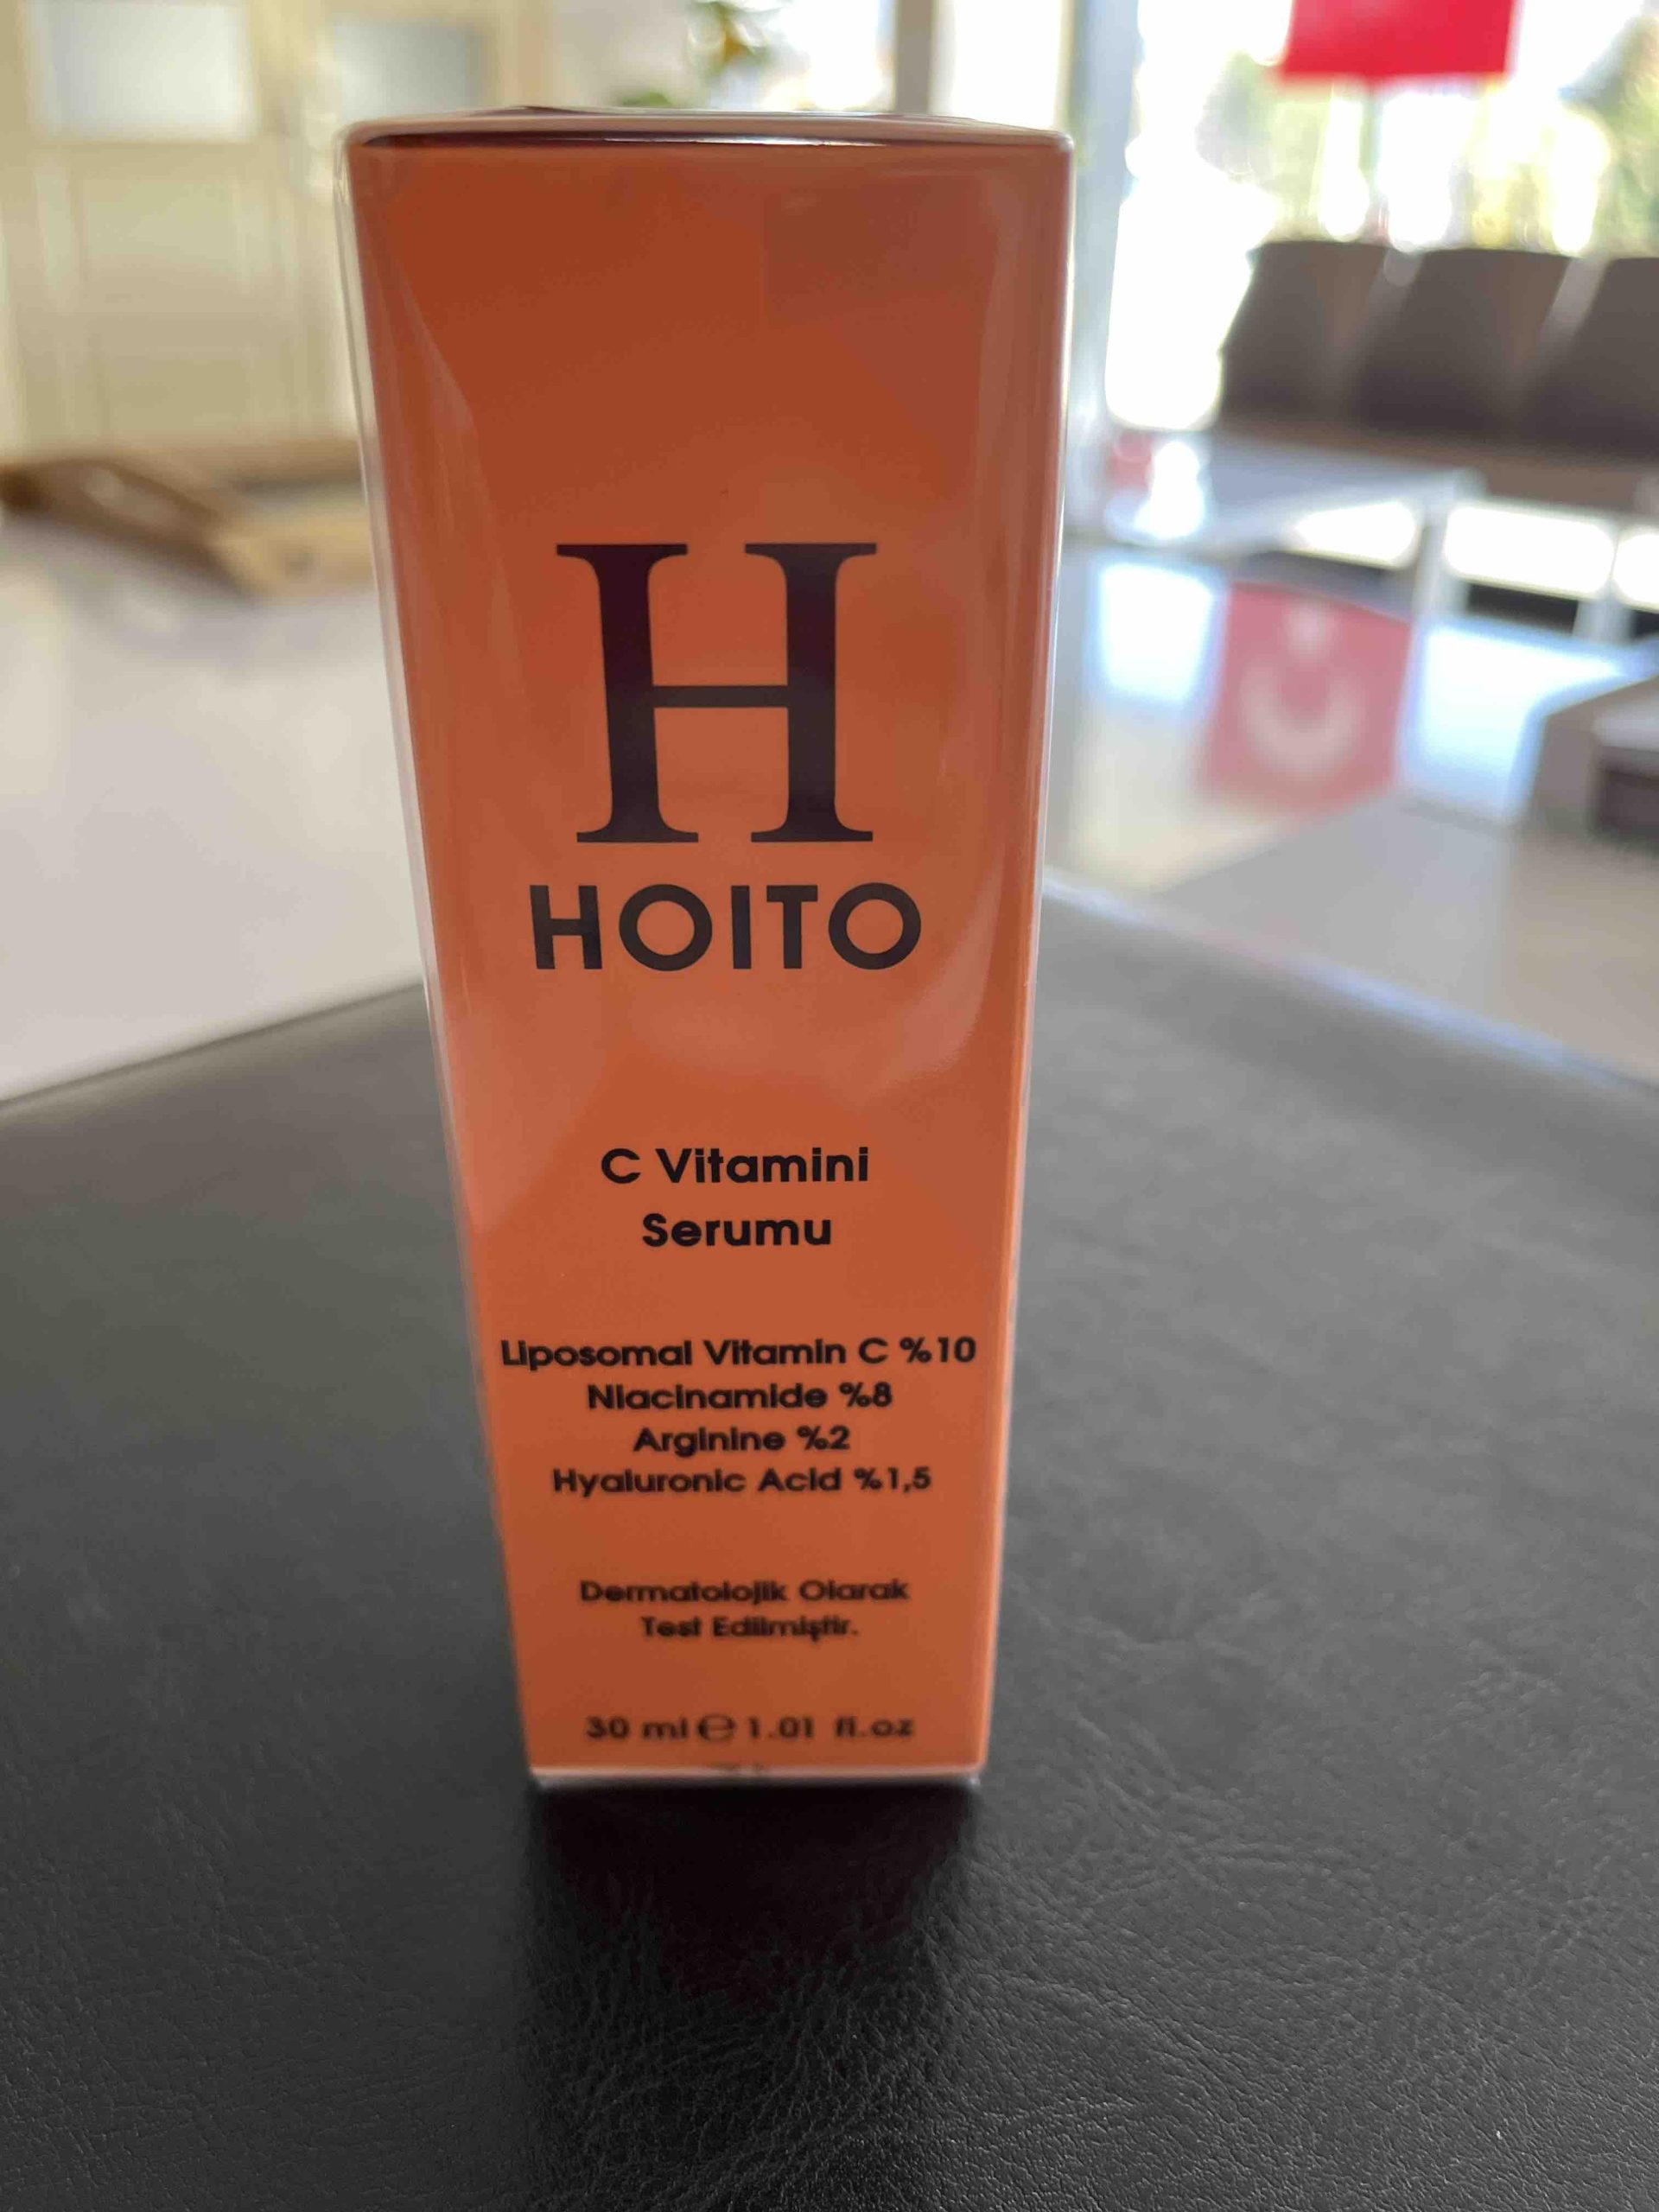 H
HOITO
C Vitamini
Serumu
Liposomal Vitamin C %10
Niacinamide %8
Arginine %2
Hyaluronic Acid %1,5
Dermatolojik Olarak
Test Edilmiştir.
30 ml ℮ 1.01 fl.oz